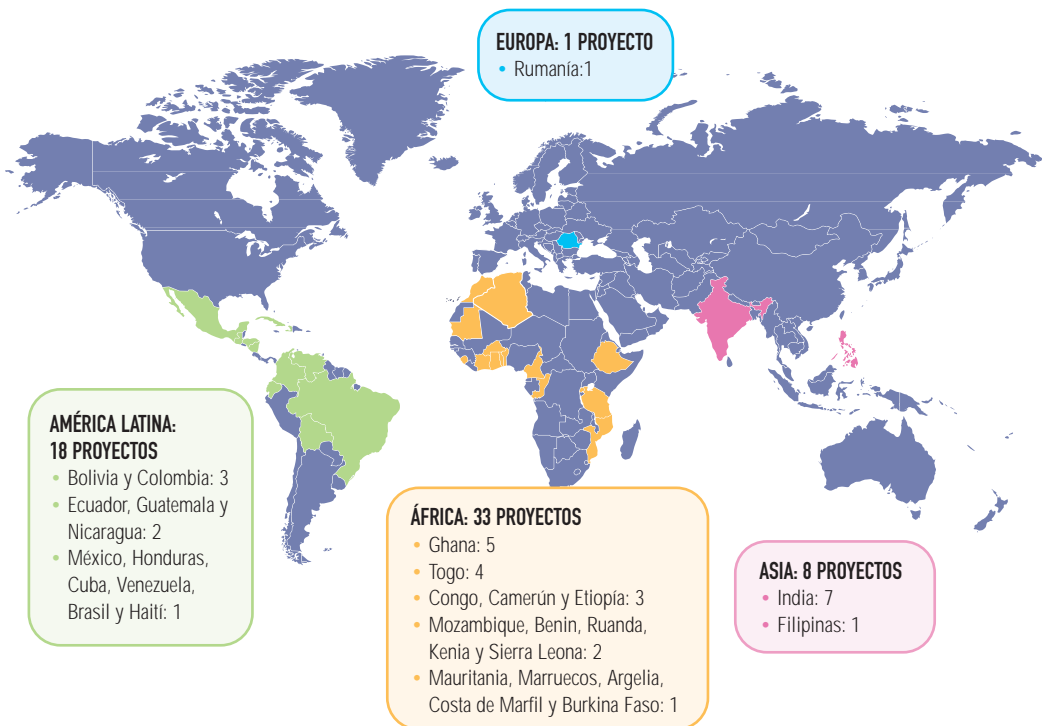 EUROPA: 1 PROYECTO
• Rumanía:1
AMÉRICA LATINA:
18 PROYECTOS
• Bolivia y Colombia: 3
• Ecuador, Guatemala y
Nicaragua: 2
• México, Honduras,
Cuba, Venezuela,
Brasil y Haití: 1
ÁFRICA: 33 PROYECTOS
• Ghana: 5
• Togo: 4
• Congo, Camerún y Etiopía: 3
• Mozambique, Benin, Ruanda,
Kenia y Sierra Leona: 2
• Mauritania, Marruecos, Argelia,
Costa de Marfil y Burkina Faso: 1
ASIA: 8 PROYECTOS
• India: 7
• Filipinas: 1